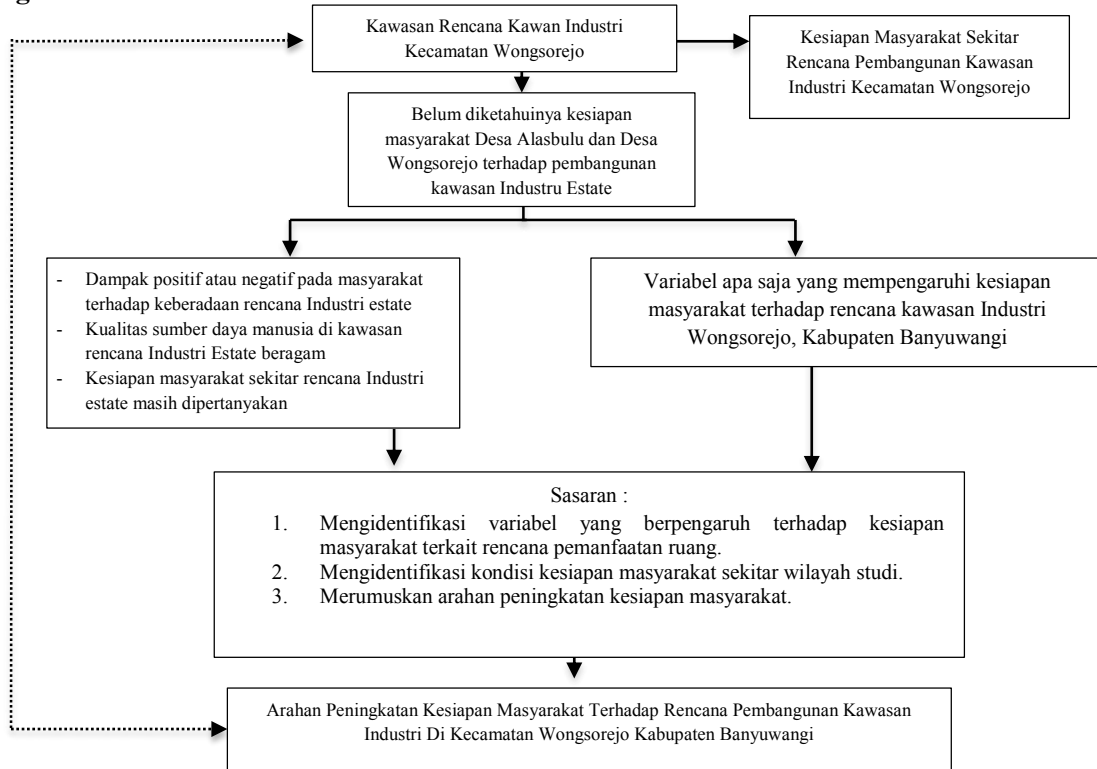 Kawasan Rencana Kawan Industri
Kecamatan Wongsorejo
Kesiapan Masyarakat Sekitar
Rencana Pembangunan Kawasan
Industri Kecamatan Wongsorejo
Belum diketahuinya kesiapan
masyarakat Desa Alasbulu dan Desa
Wongsorejo terhadap pembangunan
kawasan Industru Estate
- Dampak positif atau negatif pada masyarakat
terhadap keberadaan rencana Industri estate
- Kualitas sumber daya manusia di kawasan
rencana Industri Estate beragam
- Kesiapan masyarakat sekitar rencana Industri
estate masih dipertanyakan
Variabel apa saja yang mempengaruhi kesiapan
masyarakat terhadap rencana kawasan Industri
Wongsorejo, Kabupaten Banyuwangi
Sasaran :
1. Mengidentifikasi variabel yang berpengaruh terhadap kesiapan
masyarakat terkait rencana pemanfaatan ruang.
2. Mengidentifikasi kondisi kesiapan masyarakat sekitar wilayah studi.
3. Merumuskan arahan peningkatan kesiapan masyarakat.
Arahan Peningkatan Kesiapan Masyarakat Terhadap Rencana Pembangunan Kawasan
Industri Di Kecamatan Wongsorejo Kabupaten Banyuwangi